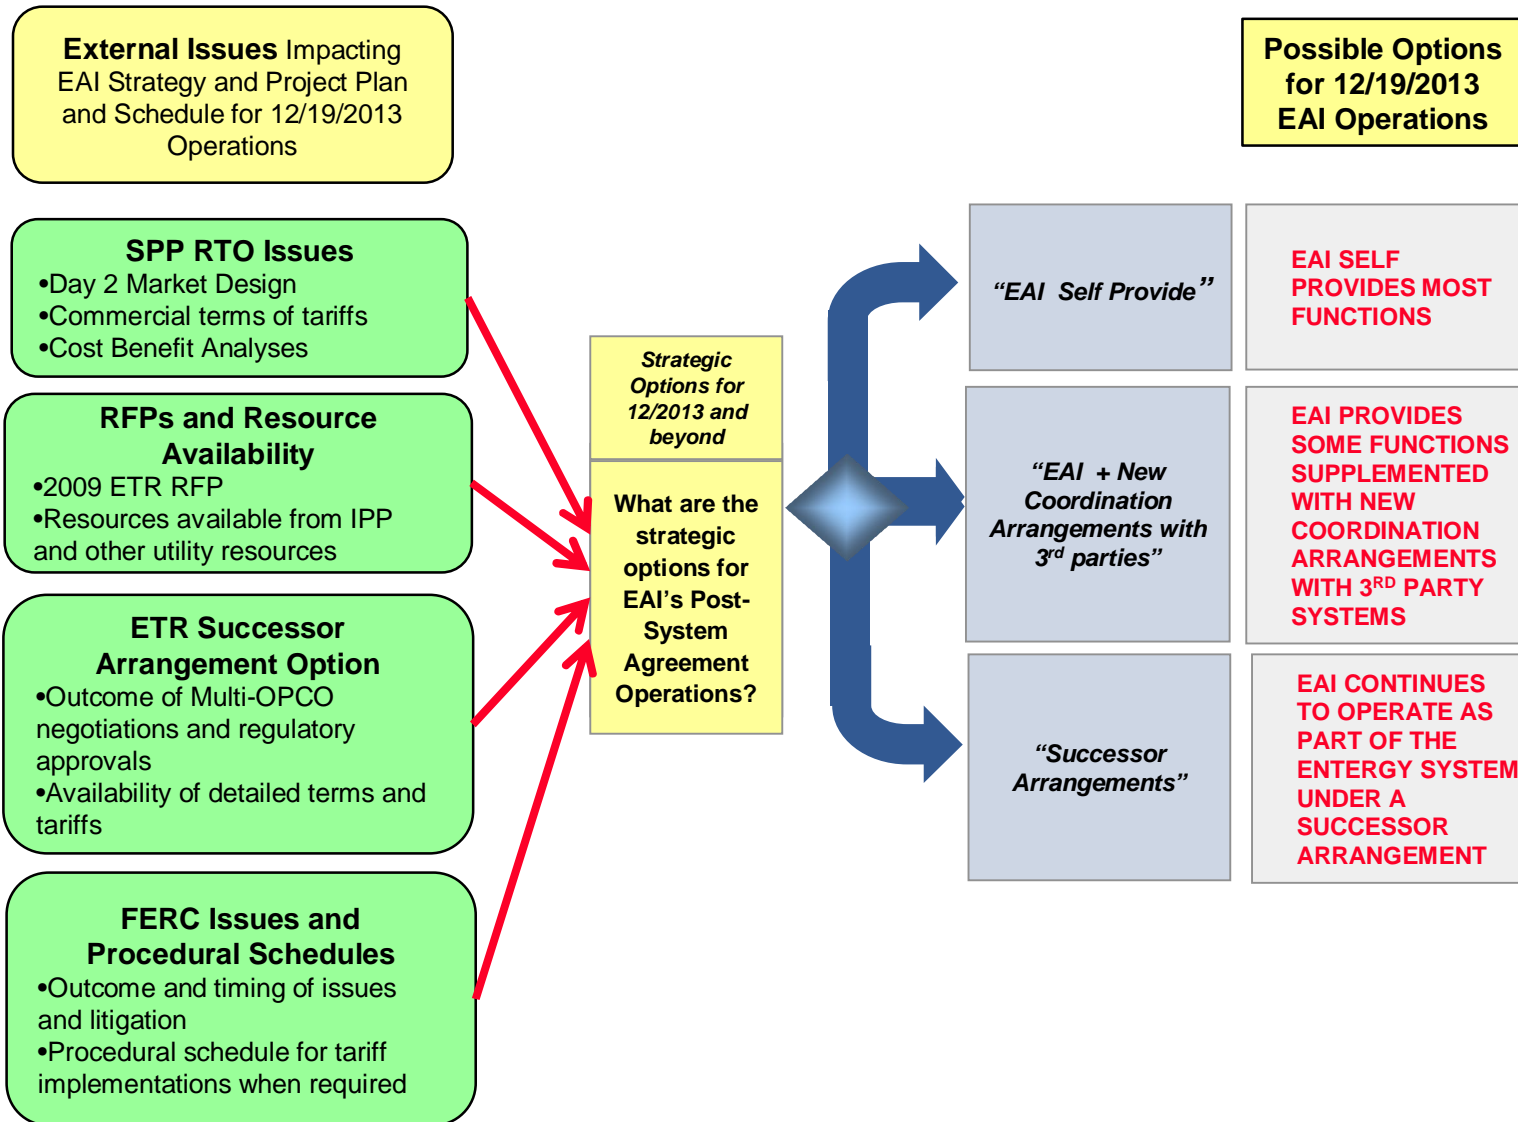 External Issues Impacting
EAI Strategy and Project Plan
and Schedule for 12/19/2013
Operations
SPP RTO Issues
•Day 2 Market Design
•Commercial terms of tariffs
•Cost Benefit Analyses
RFPs and Resource
Availability
•2009 ETR RFP
•Resources available from IPP
and other utility resources
ETR Successor
Arrangement Option
•Outcome of Multi-OPCO
negotiations and regulatory
approvals
•Availability of detailed terms and
tariffs
FERC Issues and
Procedural Schedules
•Outcome and timing of issues
and litigation
•Procedural schedule for tariff
implementations when required
Strategic
Options for
12/2013 and
beyond
What are the
strategic
options for
EAI’s Post-
System
Agreement
Operations?
Possible Options
for 12/19/2013
EAI Operations
“EAI Self Provide”
EAI SELF
PROVIDES MOST
FUNCTIONS
“EAI + New
Coordination
Arrangements with
3rd parties”
EAI PROVIDES
SOME FUNCTIONS
SUPPLEMENTED
WITH NEW
COORDINATION
ARRANGEMENTS
WITH 3RD PARTY
SYSTEMS
“Successor
Arrangements”
EAI CONTINUES
TO OPERATE AS
PART OF THE
ENTERGY SYSTEM
UNDER A
SUCCESSOR
ARRANGEMENT